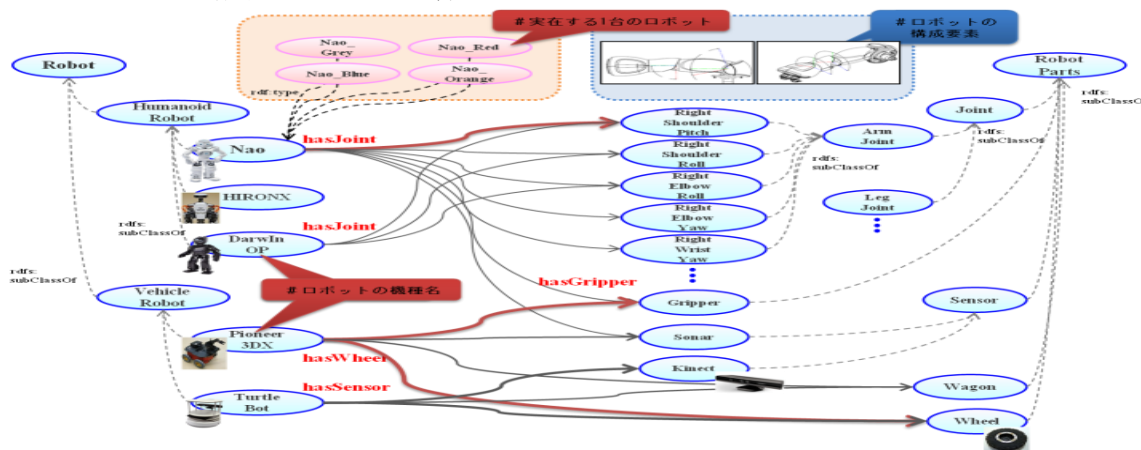 #実在する1台のロボット
#ロボットの
構成要素
Nao_
Grey
Nao_Red
Nao_Blue
Nao_
Orange
rdf:type
Robot
Humanoid
Robot
Nao
HIRONX
DarwIn
OP
rdfs:
subClassOf
rdfs:
subClassOf
Vehicle
Robot
Pioneer
3DX
Turtle
Bot
hasJoint
hasJoint
#ロボットの機種名
hasGripper
hasWheer
hasSensor
Right
Shoulder
Pitch
Right
Shoulder
Roll
Right
Elbow
Roll
Right
Elbow
Yaw
Right
Wrist
Yaw
Gripper
Sonar
Kinect
Arm
Joint
rdfs:
subClassOf
Leg
Joint
Joint
rdfs:
subClassOf
Robot
Parts
rdfs:
subClassOf
Sensor
Wagon
Wheel